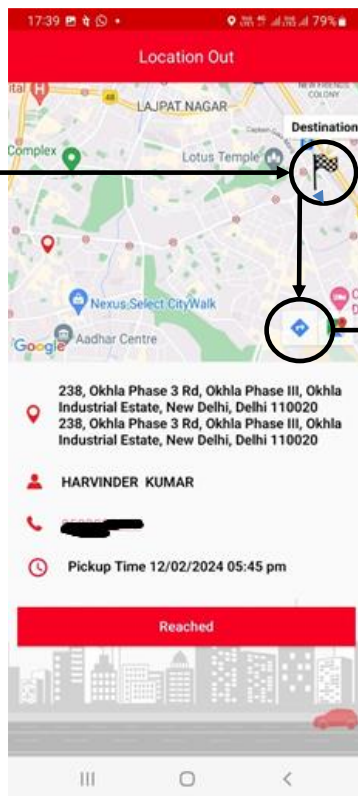 17:39
79%
Location Out
LAJPAT NAGAR
NEW FRIENDS
COLONY
Destination
Complex
Lotus Temple
Nexus Select CityWalk
Google
Aadhar Centre
238, Okhla Phase 3 Rd, Okhla Phase III, Okhla
Industrial Estate, New Delhi, Delhi 110020
238, Okhla Phase 3 Rd, Okhla Phase III, Okhla
Industrial Estate, New Delhi, Delhi 110020
HARVINDER KUMAR
Pickup Time 12/02/2024 05:45 pm
Reached